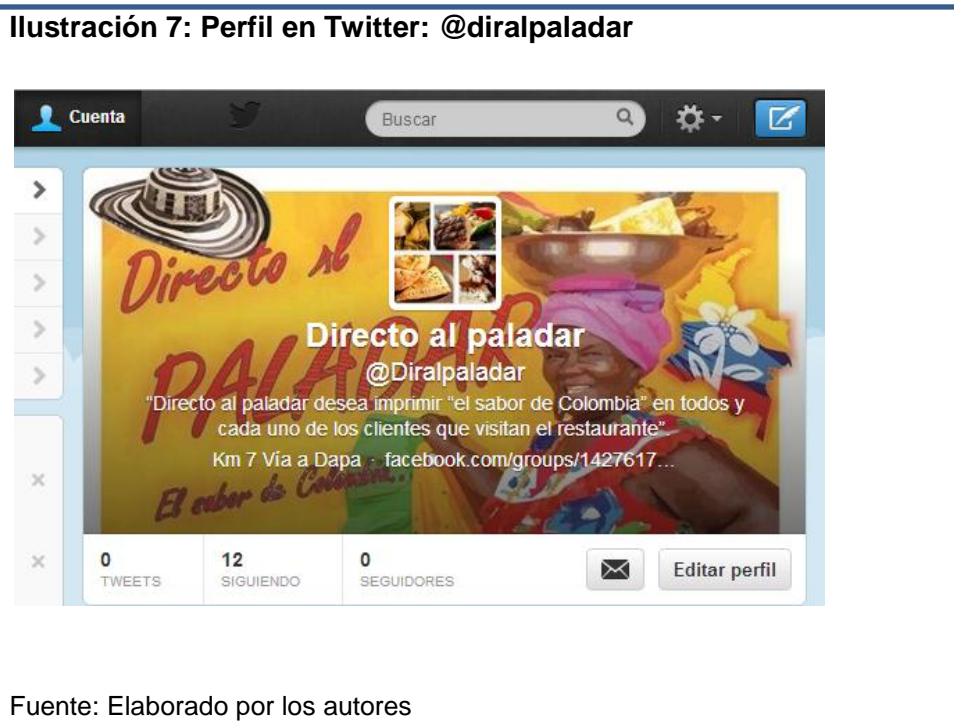 Ilustración 7: Perfil en Twitter: @diralpaladar
Cuenta
Buscar
Directo Al
PALADAR
El sabor de Colombia...
Directo al paladar
@Diralpaladar
“Directo al paladar desea imprimir “el sabor de Colombia” en todos y
cada uno de los clientes que visitan el restaurante”.
Km 7 Vía a Dapa · facebook.com/groups/1427617...
0
TWEETS
12
SIGUIENDO
0
SEGUIDORES
Editar perfil
Fuente: Elaborado por los autores